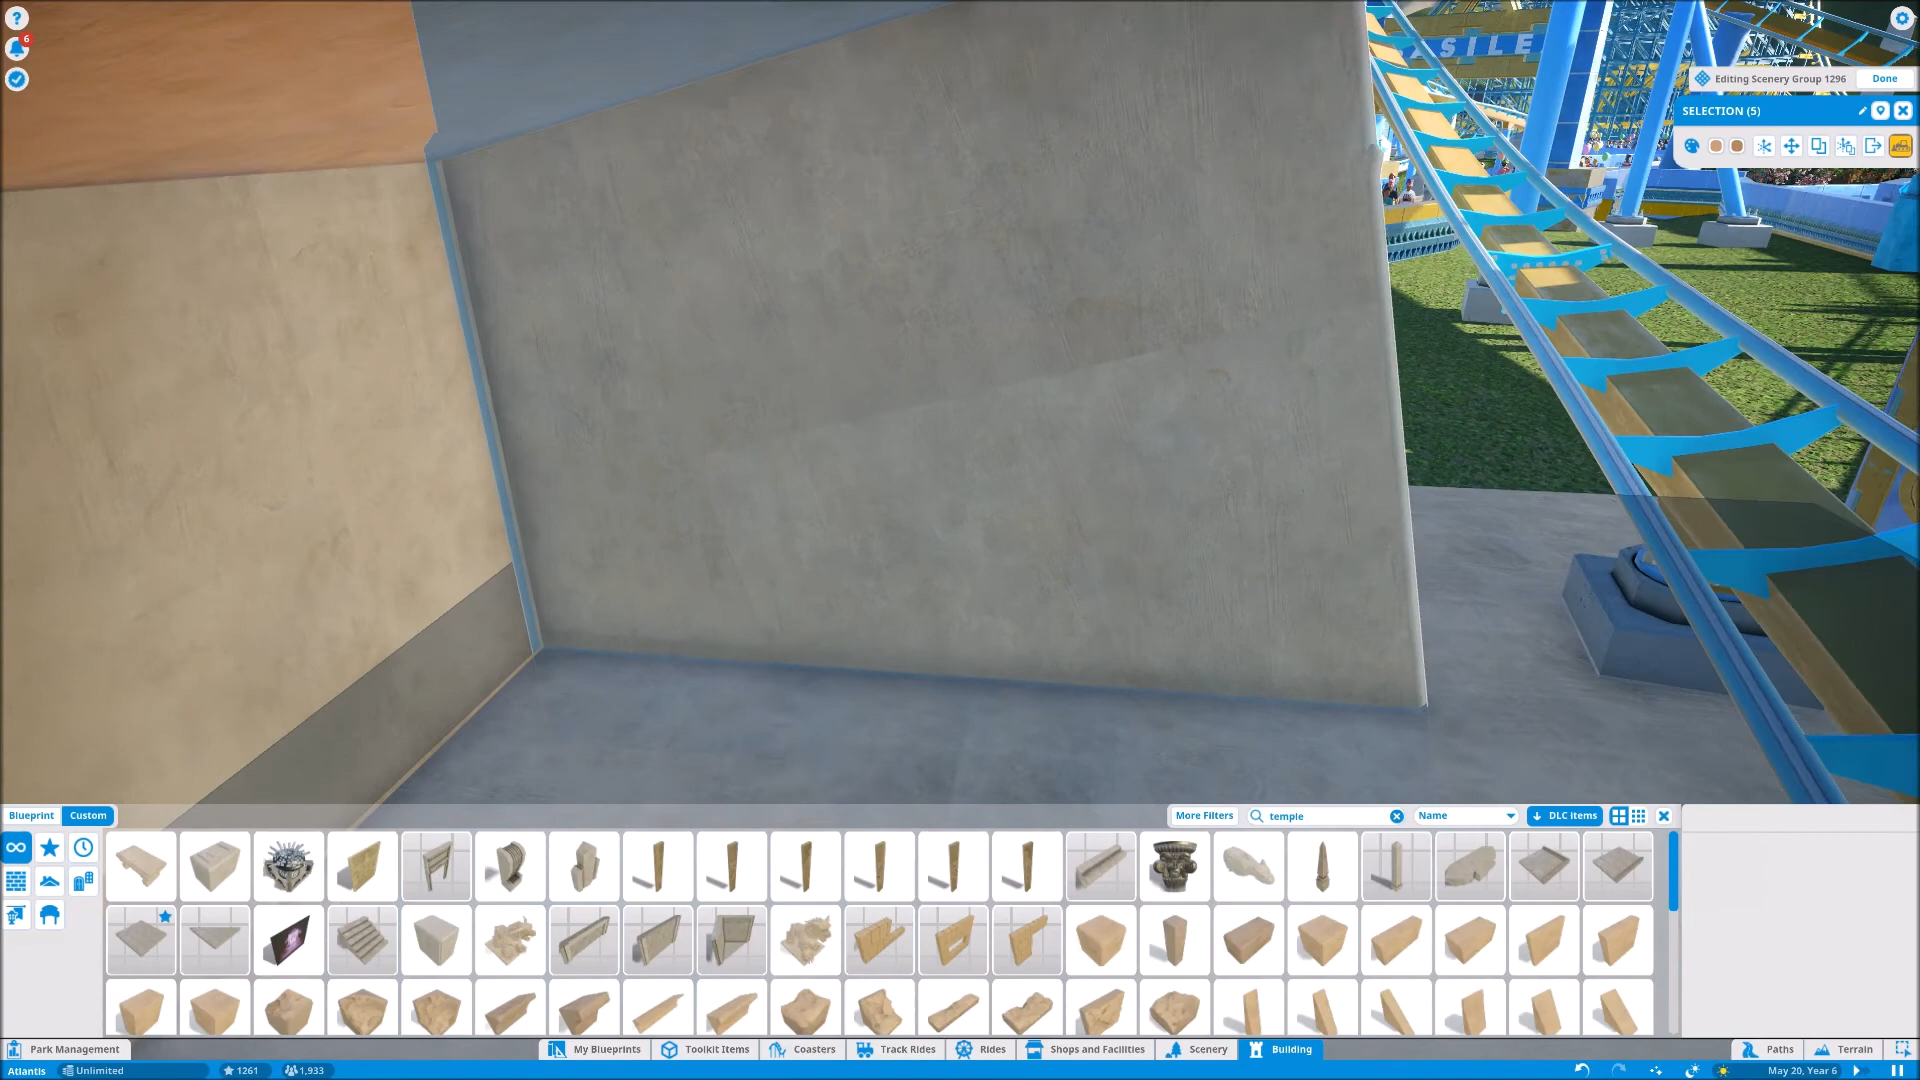 ?
6
SILE
Editing Scenery Group 1296
Done
SELECTION (5)
Blueprint
Custom
More Filters
temple
Name
DLC items
Park Management
My Blueprints
Toolkit Items
Coasters
Track Rides
Rides
Shops and Facilities
Scenery
Building
Paths
Terrain
Atlantis
Unlimited
1261
1,933
May 20, Year 6